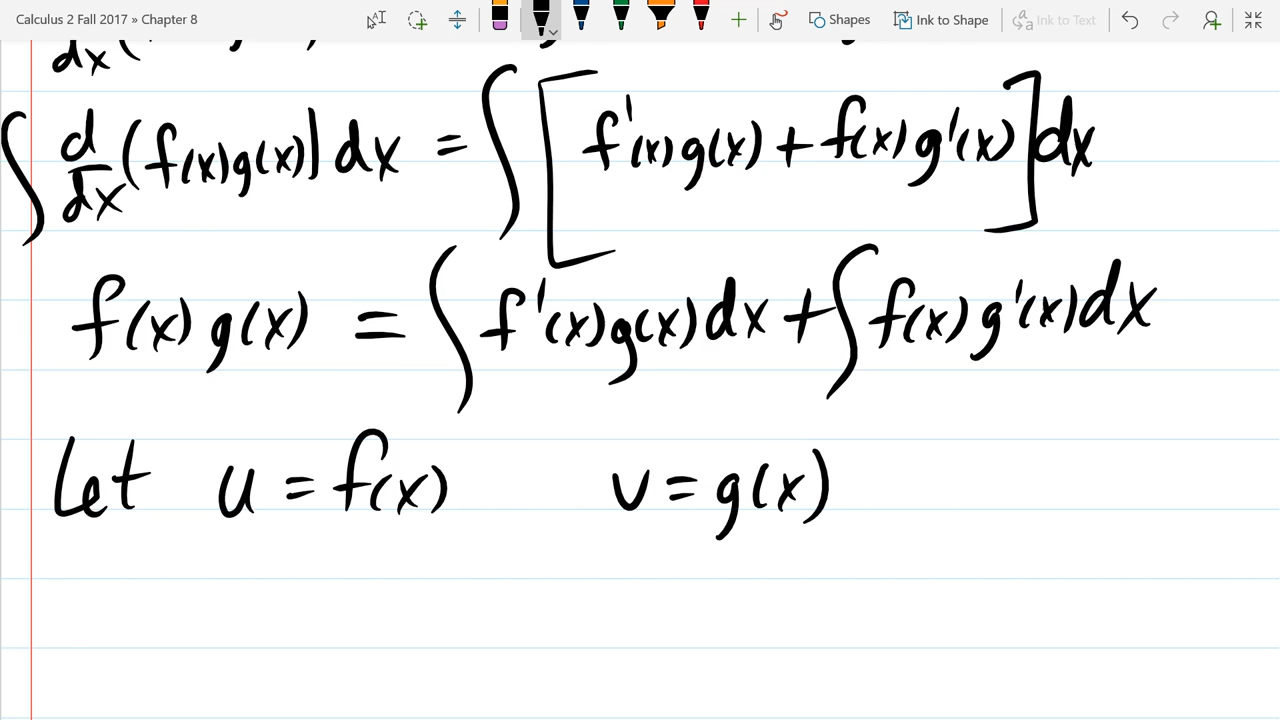 Calculus 2 Fall 2017 » Chapter 8
Shapes
Ink to Shape
Ink to Text
dx
∫ d/dx (f(x)g(x)) dx = ∫ [f'(x)g(x) + f(x)g'(x)] dx
f(x)g(x) = ∫ f'(x)g(x)dx + ∫ f(x)g'(x)dx
Let u = f(x) v = g(x)